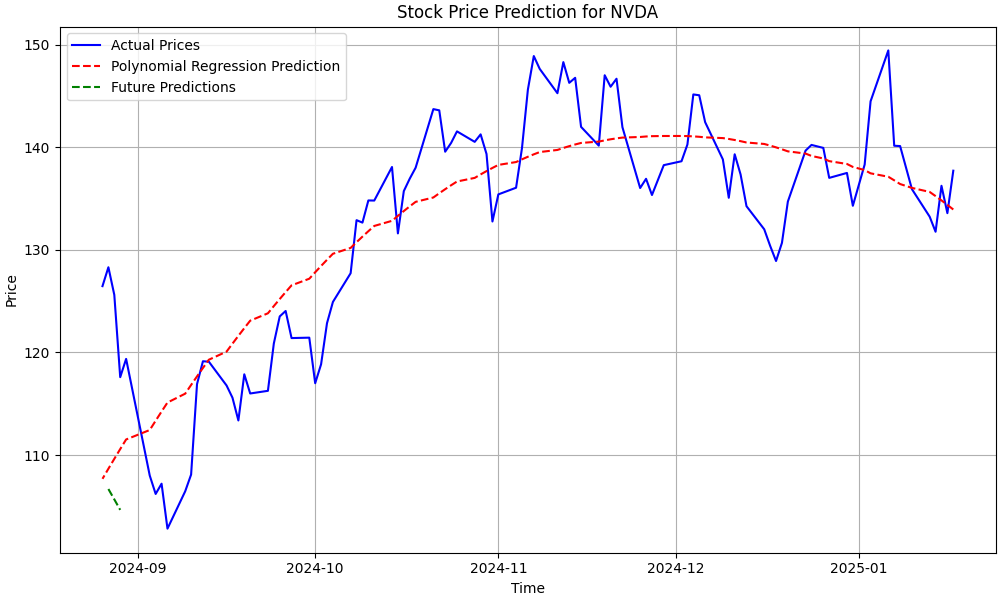 Stock Price Prediction for NVDA
Actual Prices
Polynomial Regression Prediction
Future Predictions
150
140
130
120
110
Price
2024-09
2024-10
2024-11
2024-12
2025-01
Time